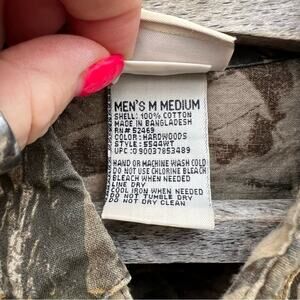 MEN'S M MEDIUM
SHELL: 100% COTTON
MADE IN BANGLADESH
RN# 52469
COLOR: HARDWOODS
STYLE: 5544WT
UPC: 0 90037853489
HAND OR MACHINE WASH COLD
DO NOT USE CHLORINE BLEACH
BLEACH WHEN NEEDED
LINE DRY
COOL IRON WHEN NEEDED
DO NOT TUMBLE DRY
DO NOT DRY CLEAN